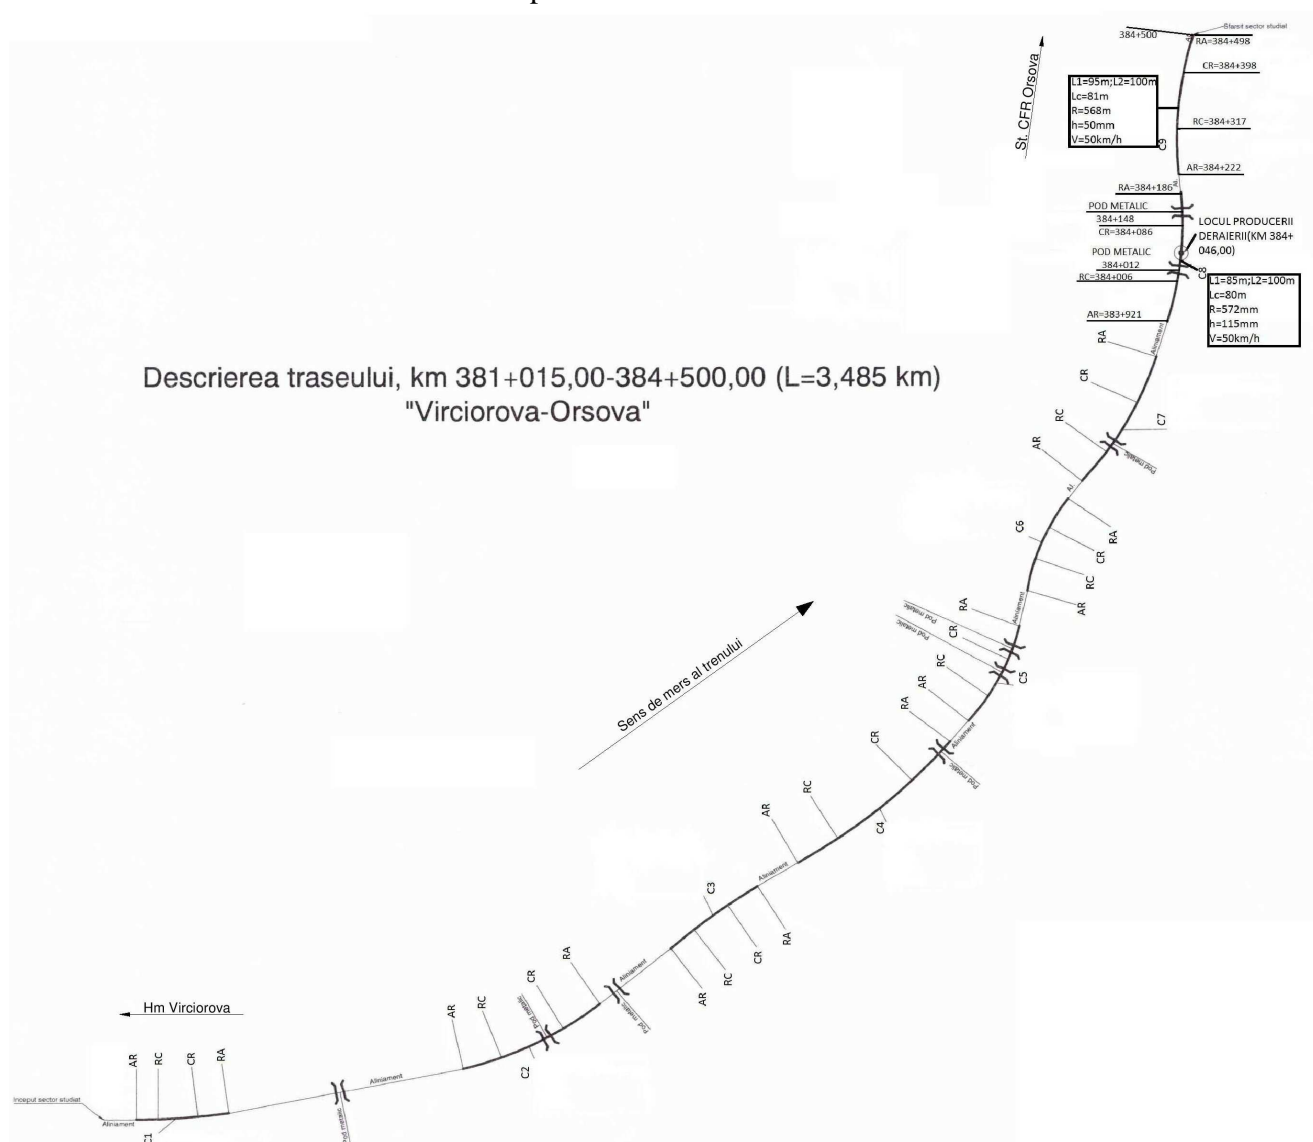 384+500
Sfarsit sector studiat
RA=384+498
CR=384+398
St. CFR Orsova
L1=95m;L2=100m
Lc=81m
R=568m
h=50mm
V=50km/h
C9
RC=384+317
AR=384+222
RA=384+186
POD METALIC
384+148
CR=384+086
LOCUL PRODUCERII
DERAIERII(KM 384+
046,00)
POD METALIC
384+012
RC=384+006
C8
L1=85m;L2=100m
Lc=80m
R=572mm
h=115mm
V=50km/h
AR=383+921
Aliniament
RA
Descrierea traseului, km 381+015,00-384+500,00 (L=3,485 km)
"Virciorova-Orsova"
CR
RC
C7
AR
Pod metalic
Al.
C6
RA
CR
RC
AR
Aliniament
RA
Pod metalic
Pod metalic
CR
RC
C5
AR
RA
Aliniament
Pod metalic
Sens de mers al trenului
CR
RC
AR
C4
Aliniament
C3
RA
CR
RC
AR
Aliniament
Pod metalic
RA
CR
Pod metalic
RC
AR
C2
Hm Virciorova
Aliniament
Pod metalic
AR
RC
CR
RA
Inceput sector studiat
Aliniament
C1